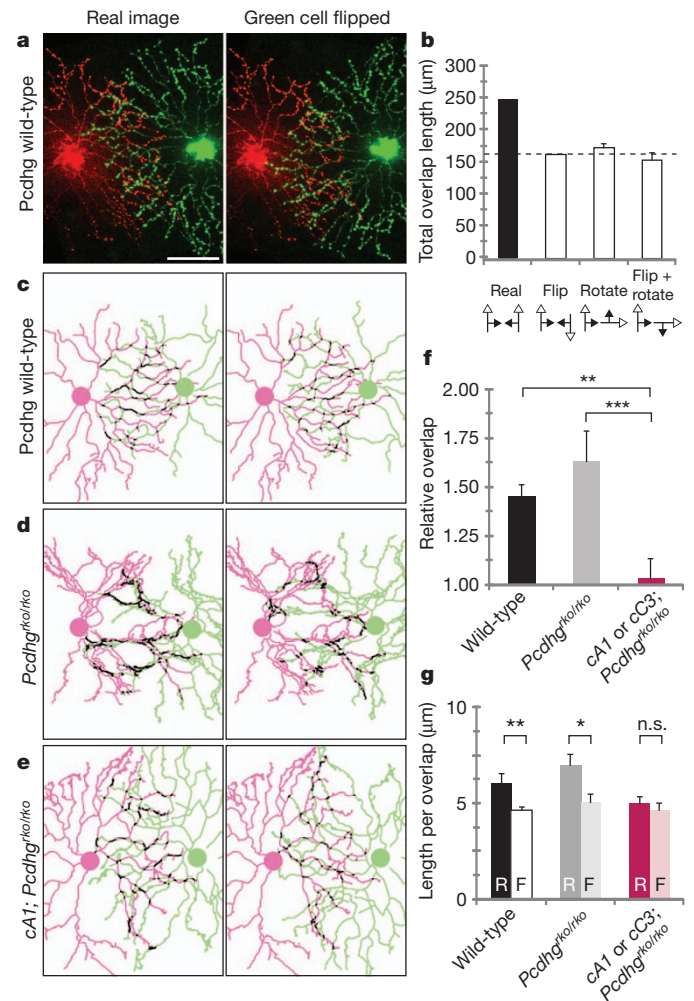 Real image
Green cell flipped
a
Pcdhg wild-type
b
Total overlap length (μm)
300
250
200
150
100
50
0
Real
Flip
Rotate
Flip +
rotate
c
Pcdhg wild-type
d
Pcdhg^rko/rko
e
cA1; Pcdhg^rko/rko
f
Relative overlap
2.00
1.75
1.50
1.25
1.00
**
***
Wild-type
Pcdhg^rko/rko
cA1 or cC3;
Pcdhg^rko/rko
g
Length per overlap (μm)
10
5
0
**
*
n.s.
R F
R F
R F
Wild-type
Pcdhg^rko/rko
cA1 or cC3;
Pcdhg^rko/rko